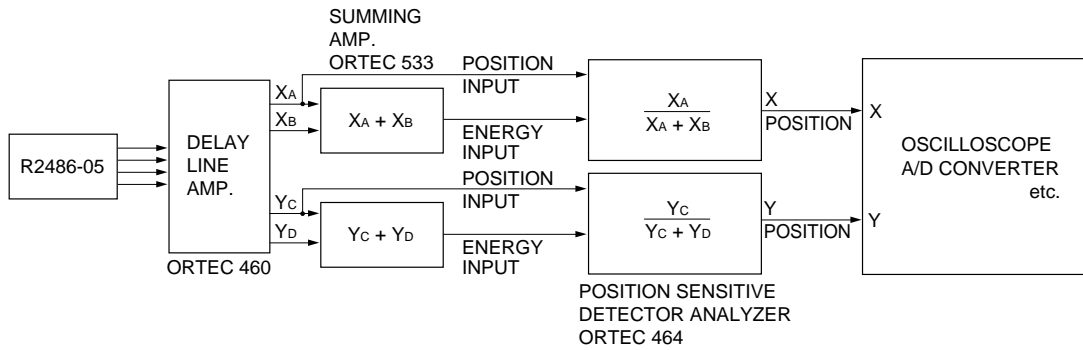 SUMMING
AMP.
ORTEC 533
POSITION
INPUT
XA
XB
XA + XB
ENERGY
INPUT
XA
XA + XB
X
POSITION
X
R2486-05
DELAY
LINE
AMP.
OSCILLOSCOPE
A/D CONVERTER
etc.
POSITION
INPUT
YC
YD
YC + YD
ENERGY
INPUT
YC
YC + YD
Y
POSITION
Y
ORTEC 460
POSITION SENSITIVE
DETECTOR ANALYZER
ORTEC 464